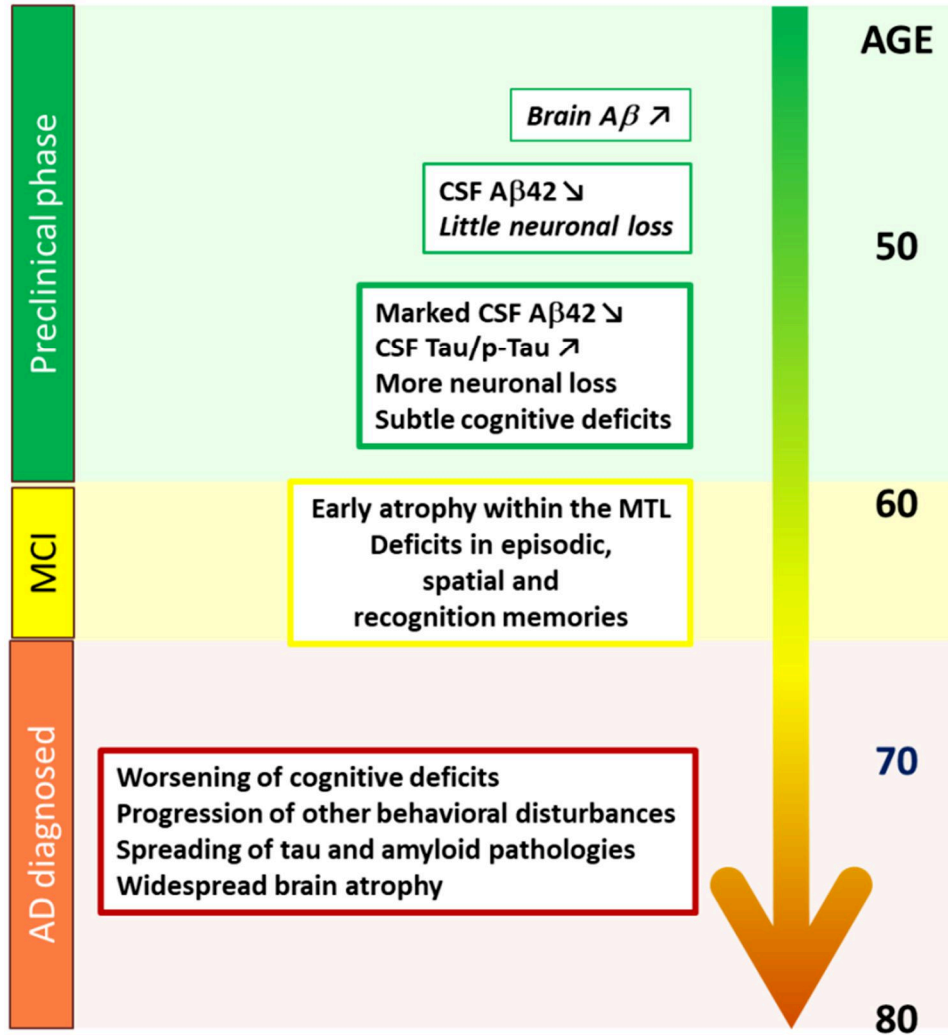 AGE
Preclinical phase
Brain Aβ ↗
CSF Aβ42 ↘
Little neuronal loss
50
Marked CSF Aβ42 ↘
CSF Tau/p-Tau ↗
More neuronal loss
Subtle cognitive deficits
MCI
60
Early atrophy within the MTL
Deficits in episodic,
spatial and
recognition memories
AD diagnosed
70
Worsening of cognitive deficits
Progression of other behavioral disturbances
Spreading of tau and amyloid pathologies
Widespread brain atrophy
80